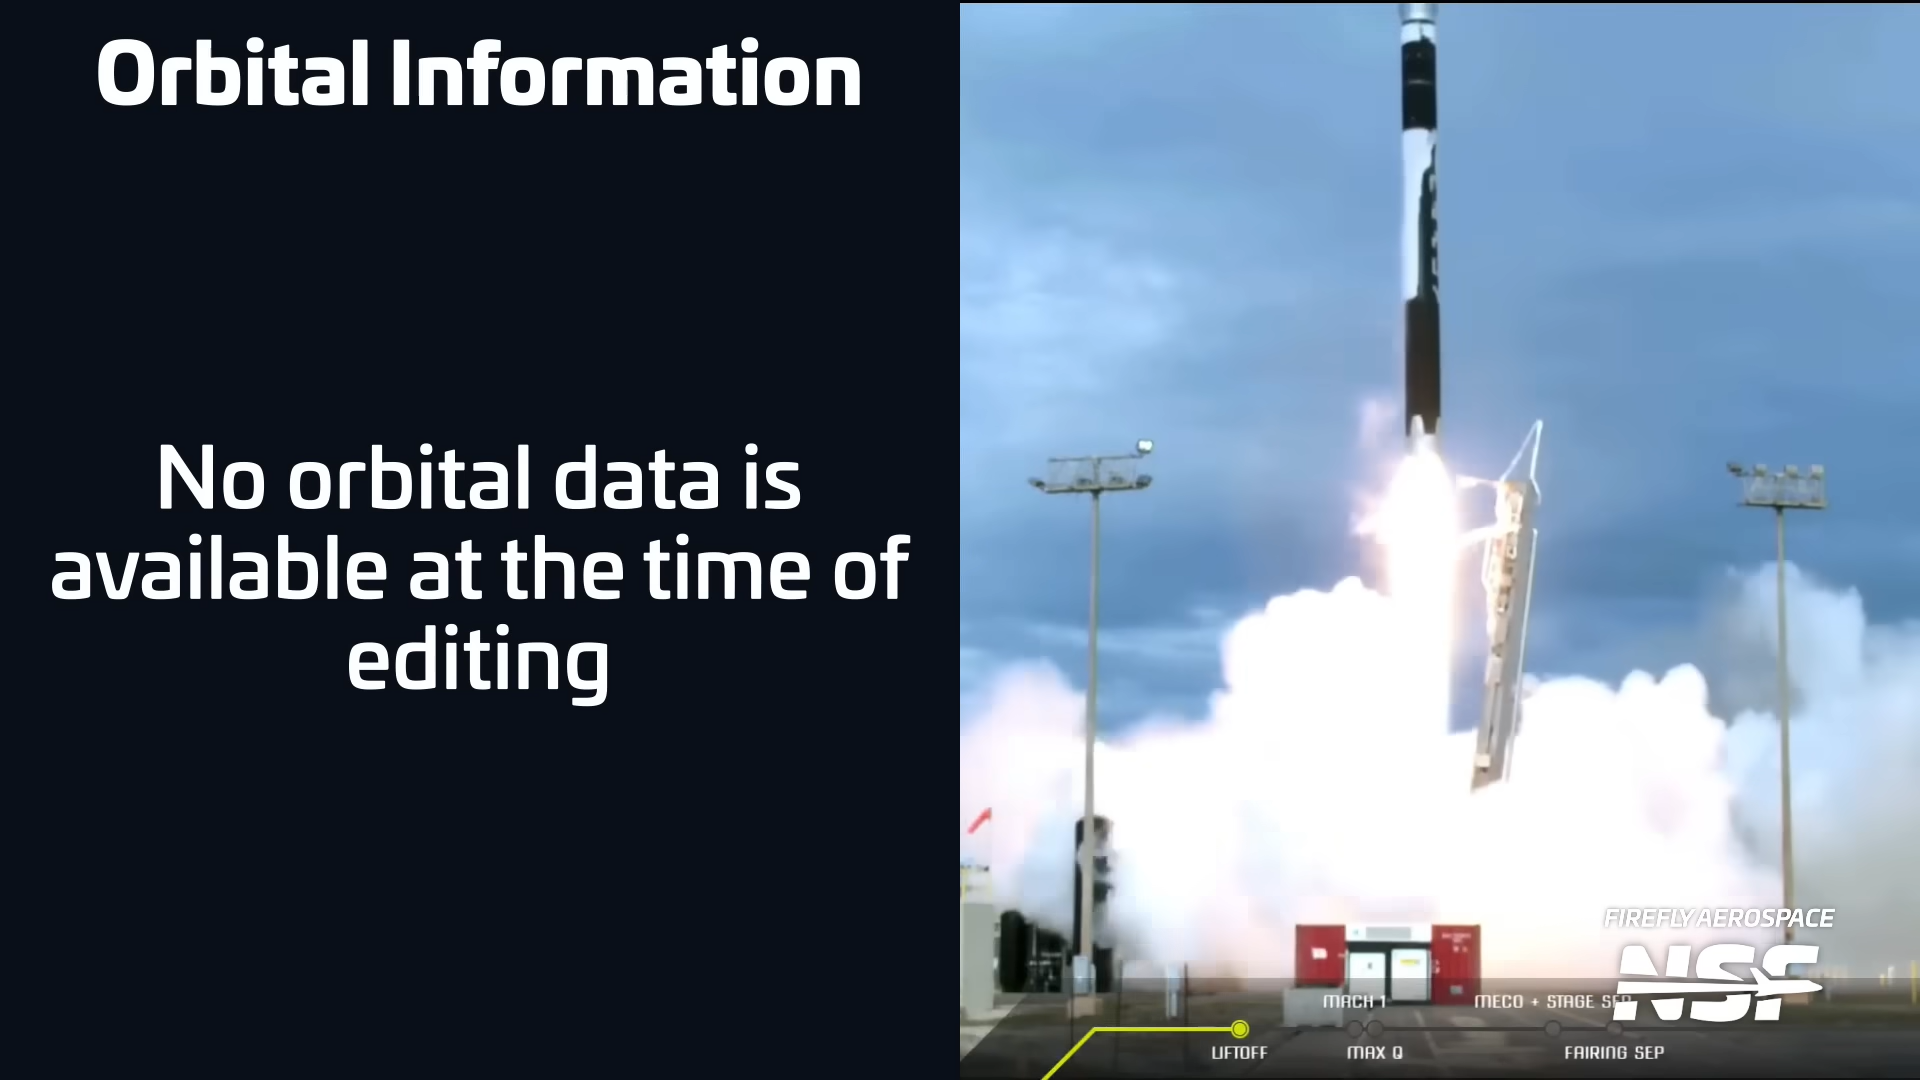 Orbital Information
No orbital data is
available at the time of
editing
FIREFLY AEROSPACE
NSF
MACH 1
MECO + STAGE SEP
LIFTOFF
MAX Q
FAIRING SEP